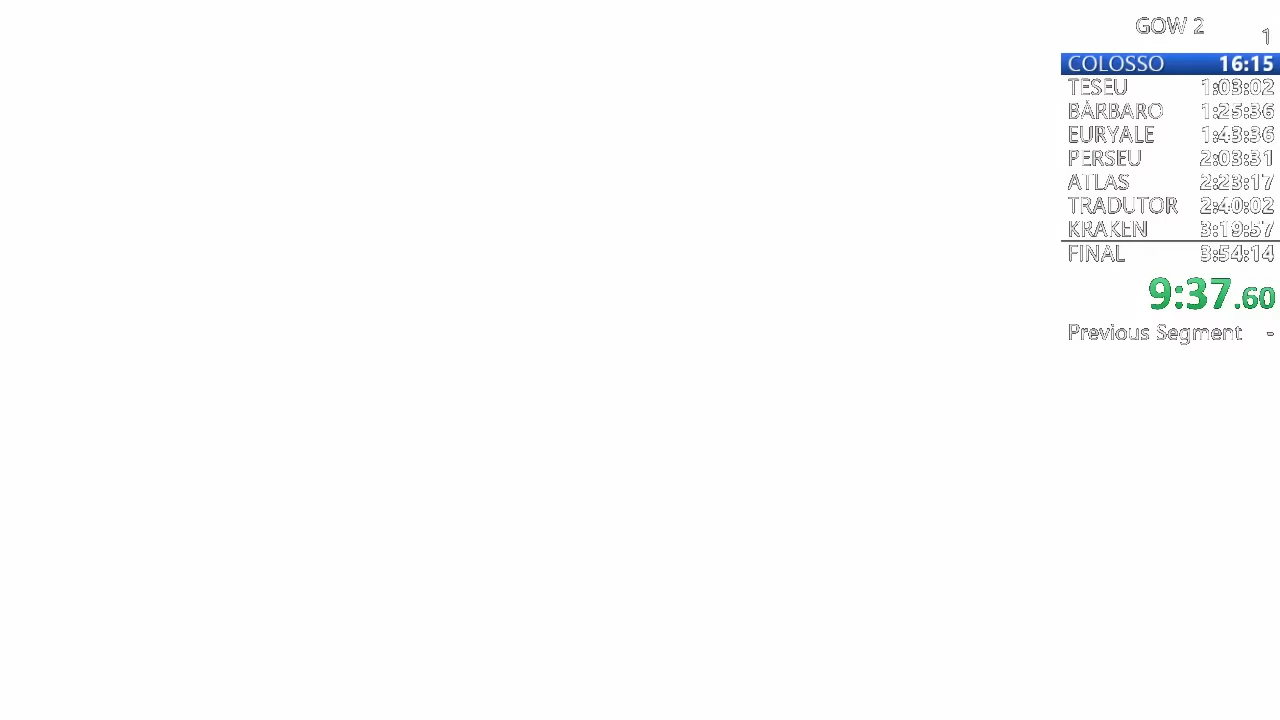 GOW 2
1
COLOSSO 16:15
TESEU 1:03:02
BÁRBARO 1:25:36
EURYALE 1:43:36
PERSEU 2:03:31
ATLAS 2:23:17
TRADUTOR 2:40:02
KRAKEN 3:19:57
FINAL 3:54:14
9:37.60
Previous Segment -